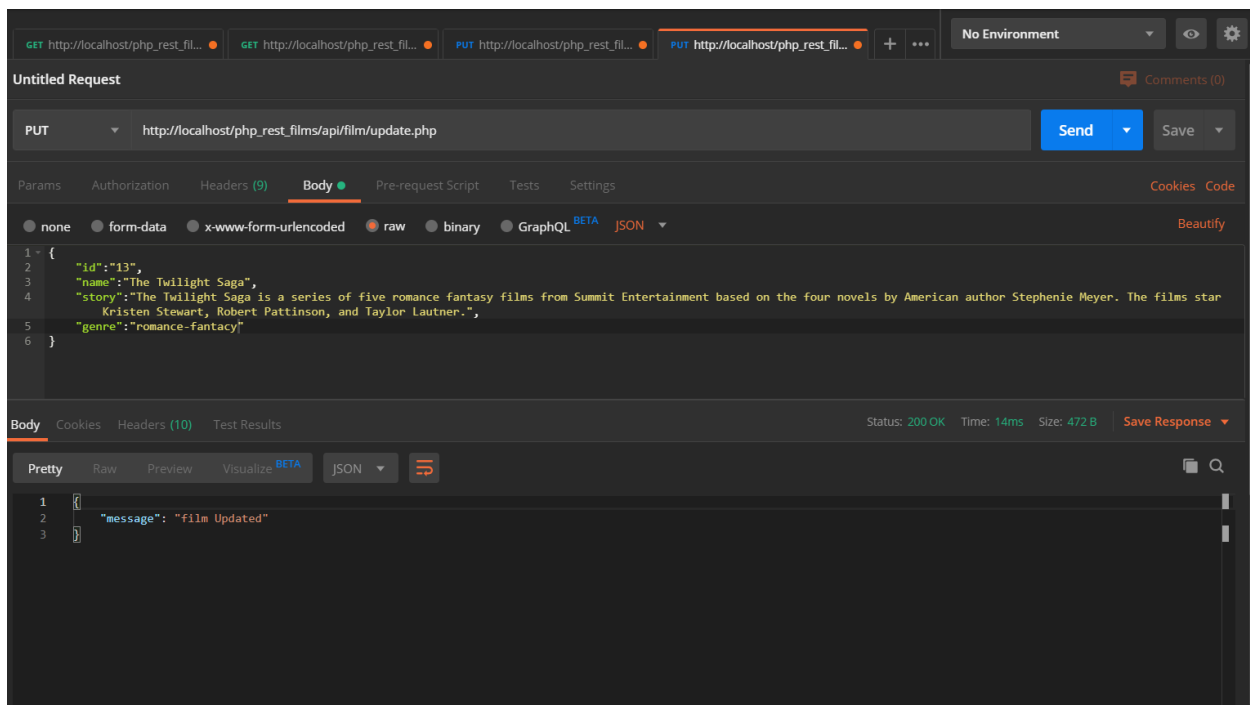 GET http://localhost/php_rest_fil... GET http://localhost/php_rest_fil... PUT http://localhost/php_rest_fil... PUT http://localhost/php_rest_fil... + ••• No Environment
Untitled Request Comments (0)
PUT http://localhost/php_rest_films/api/film/update.php Send Save
Params Authorization Headers (9) Body Pre-request Script Tests Settings Cookies Code
none form-data x-www-form-urlencoded raw binary GraphQL BETA JSON Beautify
1 {
2 "id":"13",
3 "name":"The Twilight Saga",
4 "story":"The Twilight Saga is a series of five romance fantasy films from Summit Entertainment based on the four novels by American author Stephenie Meyer. The films star
Kristen Stewart, Robert Pattinson, and Taylor Lautner.",
5 "genre":"romance-fantacy"
6 }
Body Cookies Headers (10) Test Results Status: 200 OK Time: 14ms Size: 472 B Save Response
Pretty Raw Preview Visualize BETA JSON
1 {
2 "message": "film Updated"
3 }